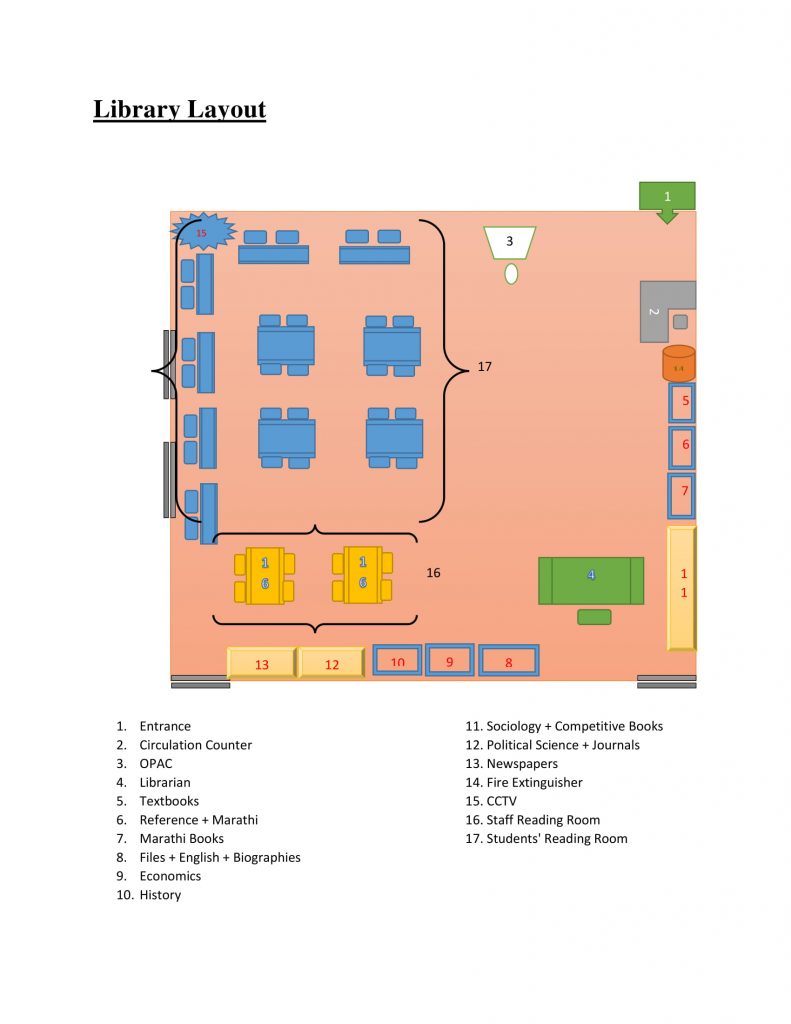 Library Layout
1
15
3
2
17
14
5
6
7
16
1
6
1
6
4
1
1
13
12
10
9
8
1. Entrance
2. Circulation Counter
3. OPAC
4. Librarian
5. Textbooks
6. Reference + Marathi
7. Marathi Books
8. Files + English + Biographies
9. Economics
10. History
11. Sociology + Competitive Books
12. Political Science + Journals
13. Newspapers
14. Fire Extinguisher
15. CCTV
16. Staff Reading Room
17. Students' Reading Room